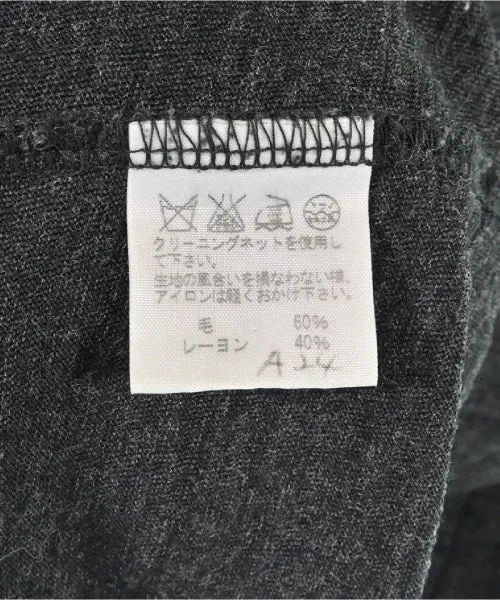 クリーニングネットを使用し
て下さい。
生地の風合いを損なわない様、
アイロンは軽くおかけ下さい。
毛 60%
レーヨン 40%
A 24